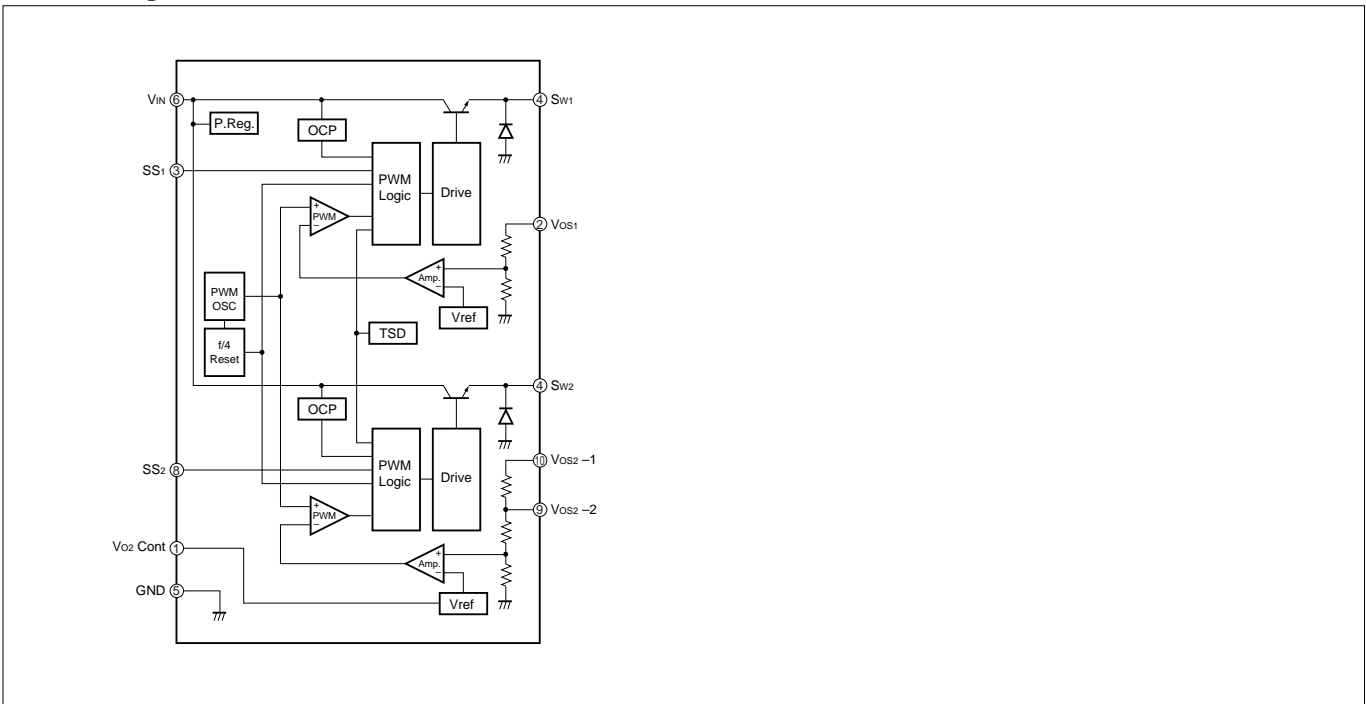 VIN 6
4 SW1
P.Reg.
OCP
SS1 3
PWM
Logic
Drive
+
PWM
–
2 VOS1
+
Amp.
–
PWM
OSC
Vref
TSD
f/4
Reset
4 SW2
OCP
10 VOS2 –1
SS2 8
PWM
Logic
Drive
+
PWM
–
9 VOS2 –2
VO2 Cont 1
+
Amp.
–
GND 5
Vref